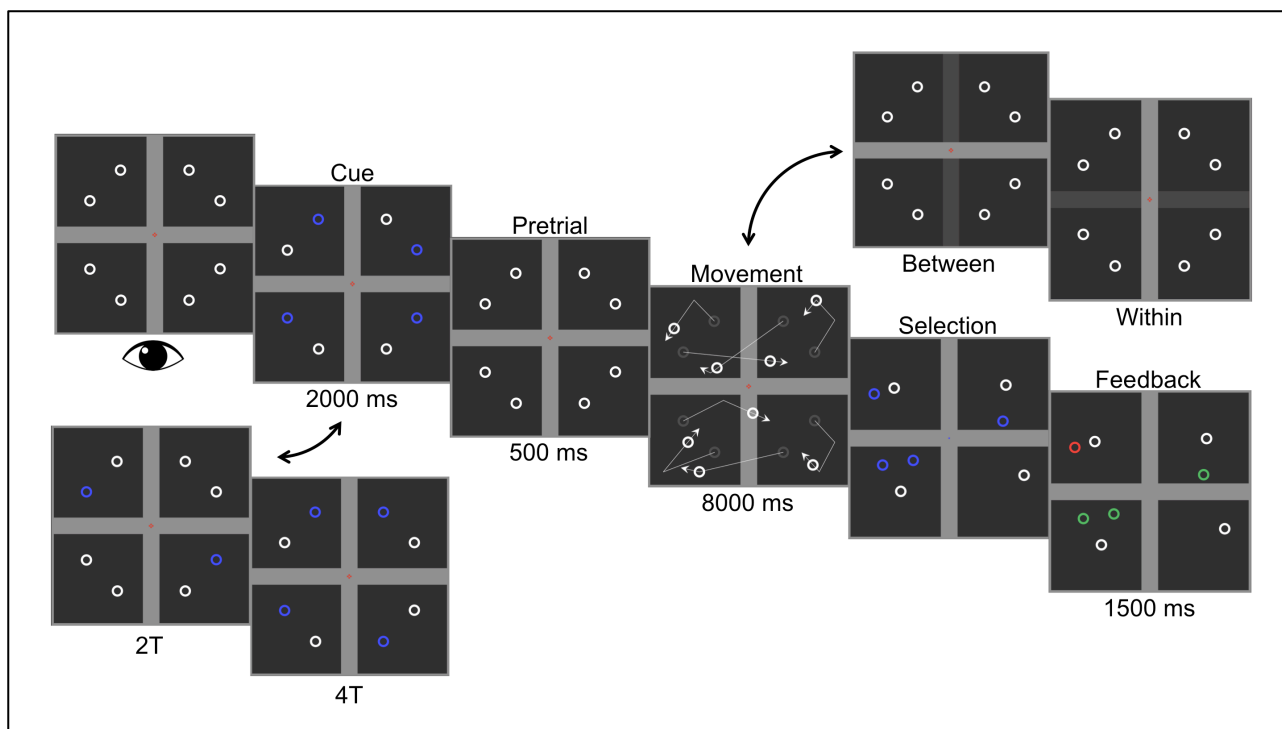 Cue
2000 ms
Pretrial
500 ms
Movement
8000 ms
Between
Within
Selection
Feedback
1500 ms
2T
4T